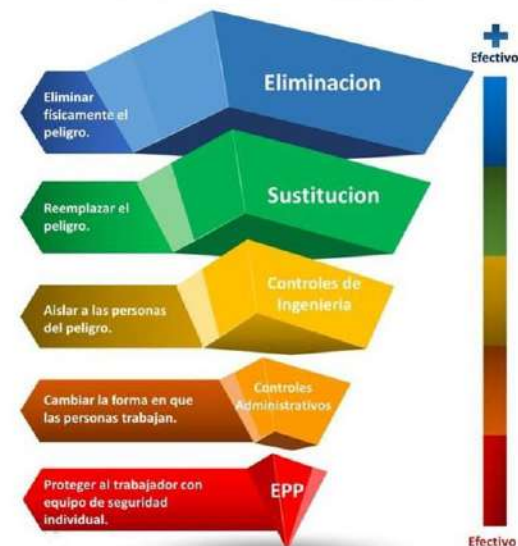 +
Efectivo
Eliminacion
Eliminar
físicamente el
peligro.
Sustitucion
Reemplazar el
peligro.
Controles de
Ingenieria
Aislar a las personas
del peligro.
Controles
Administrativos
Cambiar la forma en que
las personas trabajan.
EPP
Proteger al trabajador con
equipo de seguridad
individual.
Efectivo